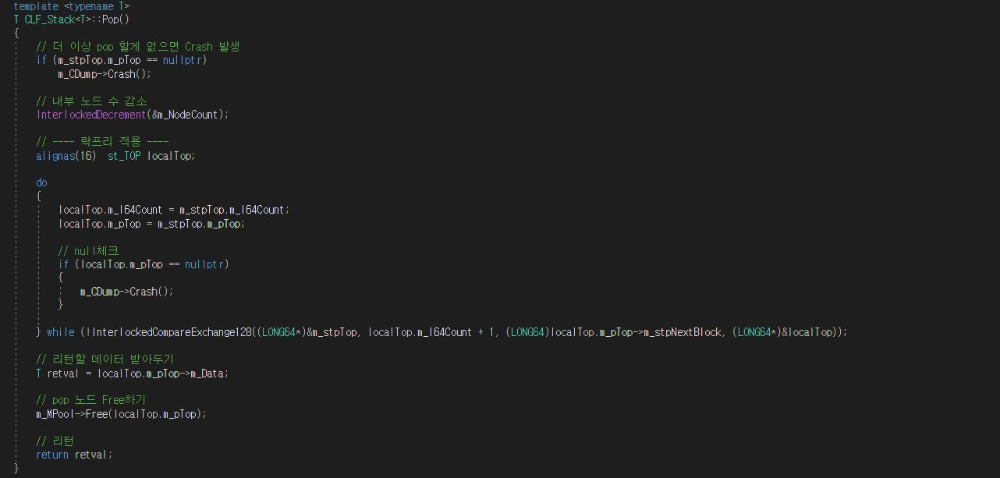 template <typename T>
T CLF_Stack<T>::Pop()
{
// 더 이상 pop 할게 없으면 Crash 발생
if (m_stpTop.m_pTop == nullptr)
m_CDump->Crash();
// 내부 노드 수 감소
InterlockedDecrement(&m_NodeCount);
// ---- 락프리 적용 ----
alignas(16)  st_TOP localTop;
do
{
localTop.m_l64Count = m_stpTop.m_l64Count;
localTop.m_pTop = m_stpTop.m_pTop;
// null체크
if (localTop.m_pTop == nullptr)
{
m_CDump->Crash();
}
} while (!InterlockedCompareExchange128((LONG64*)&m_stpTop, localTop.m_l64Count + 1, (LONG64)localTop.m_pTop->m_stpNextBlock, (LONG64*)&localTop));
// 리턴할 데이터 받아두기
T retval = localTop.m_pTop->m_Data;
// pop 노드 Free하기
m_MPool->Free(localTop.m_pTop);
// 리턴
return retval;
}